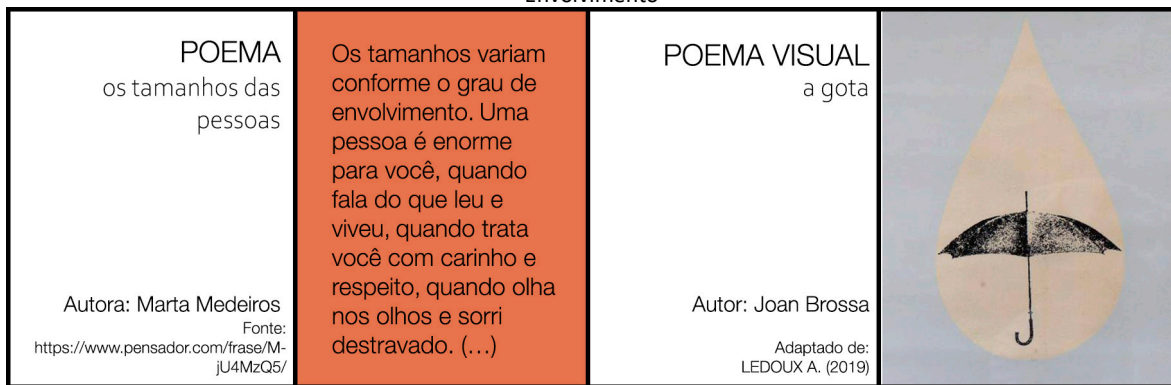 Envolvimento
POEMA
os tamanhos das
pessoas
Autora: Marta Medeiros
Fonte:
https://www.pensador.com/frase/M-
jU4MzQ5/
Os tamanhos variam
conforme o grau de
envolvimento. Uma
pessoa é enorme
para você, quando
fala do que leu e
viveu, quando trata
você com carinho e
respeito, quando olha
nos olhos e sorri
destravado. (...)
POEMA VISUAL
a gota
Autor: Joan Brossa
Adaptado de:
LEDOUX A. (2019)